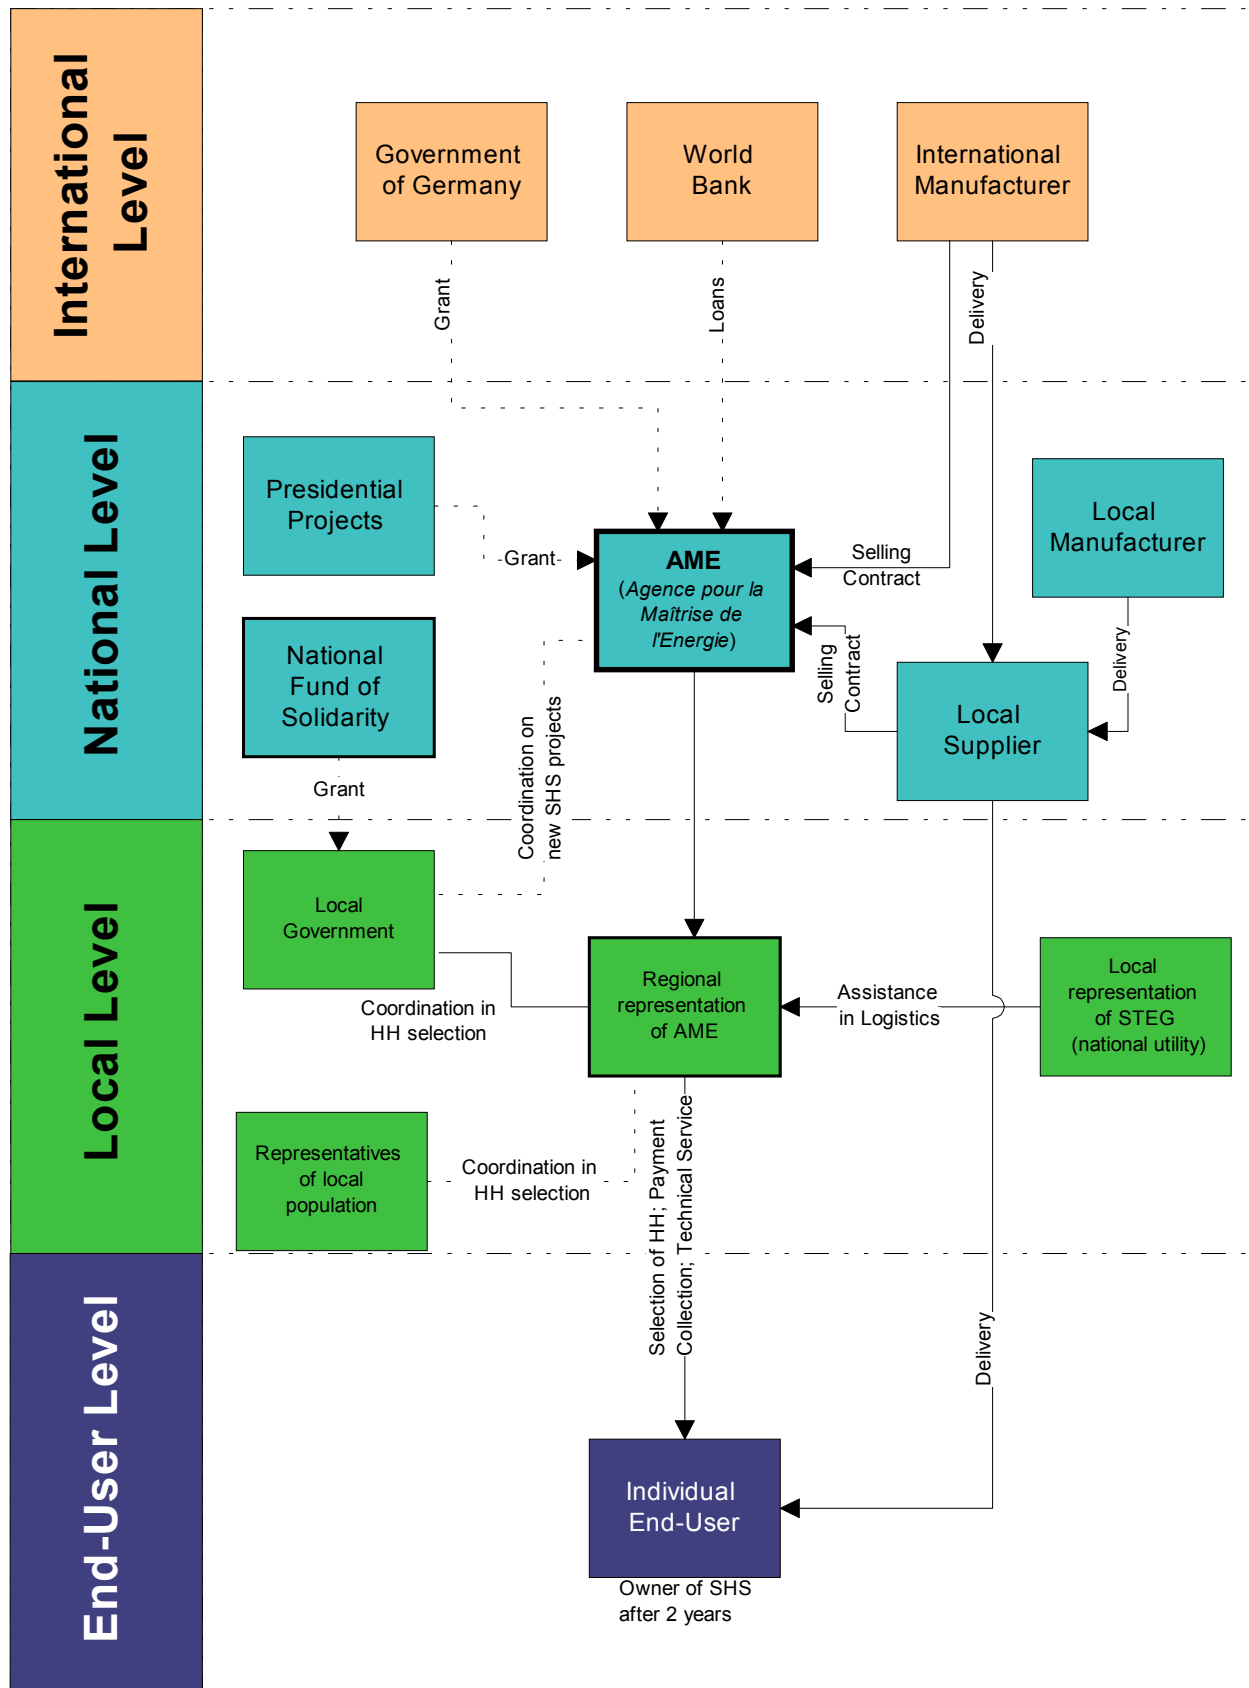 International
Level
Government
of Germany
World
Bank
International
Manufacturer
Grant
Loans
Delivery
National Level
Presidential
Projects
Grant
AME
(Agence pour la
Maîtrise de
l'Energie)
Selling
Contract
Local
Manufacturer
National
Fund of
Solidarity
Selling
Contract
Delivery
Local
Supplier
Grant
Coordination on
new SHS projects
Local Level
Local
Government
Coordination in
HH selection
Regional
representation
of AME
Assistance
in Logistics
Local
representation
of STEG
(national utility)
Representatives
of local
population
Coordination in
HH selection
Selection of HH; Payment
Collection; Technical Service
End-User Level
Delivery
Individual
End-User
Owner of SHS
after 2 years